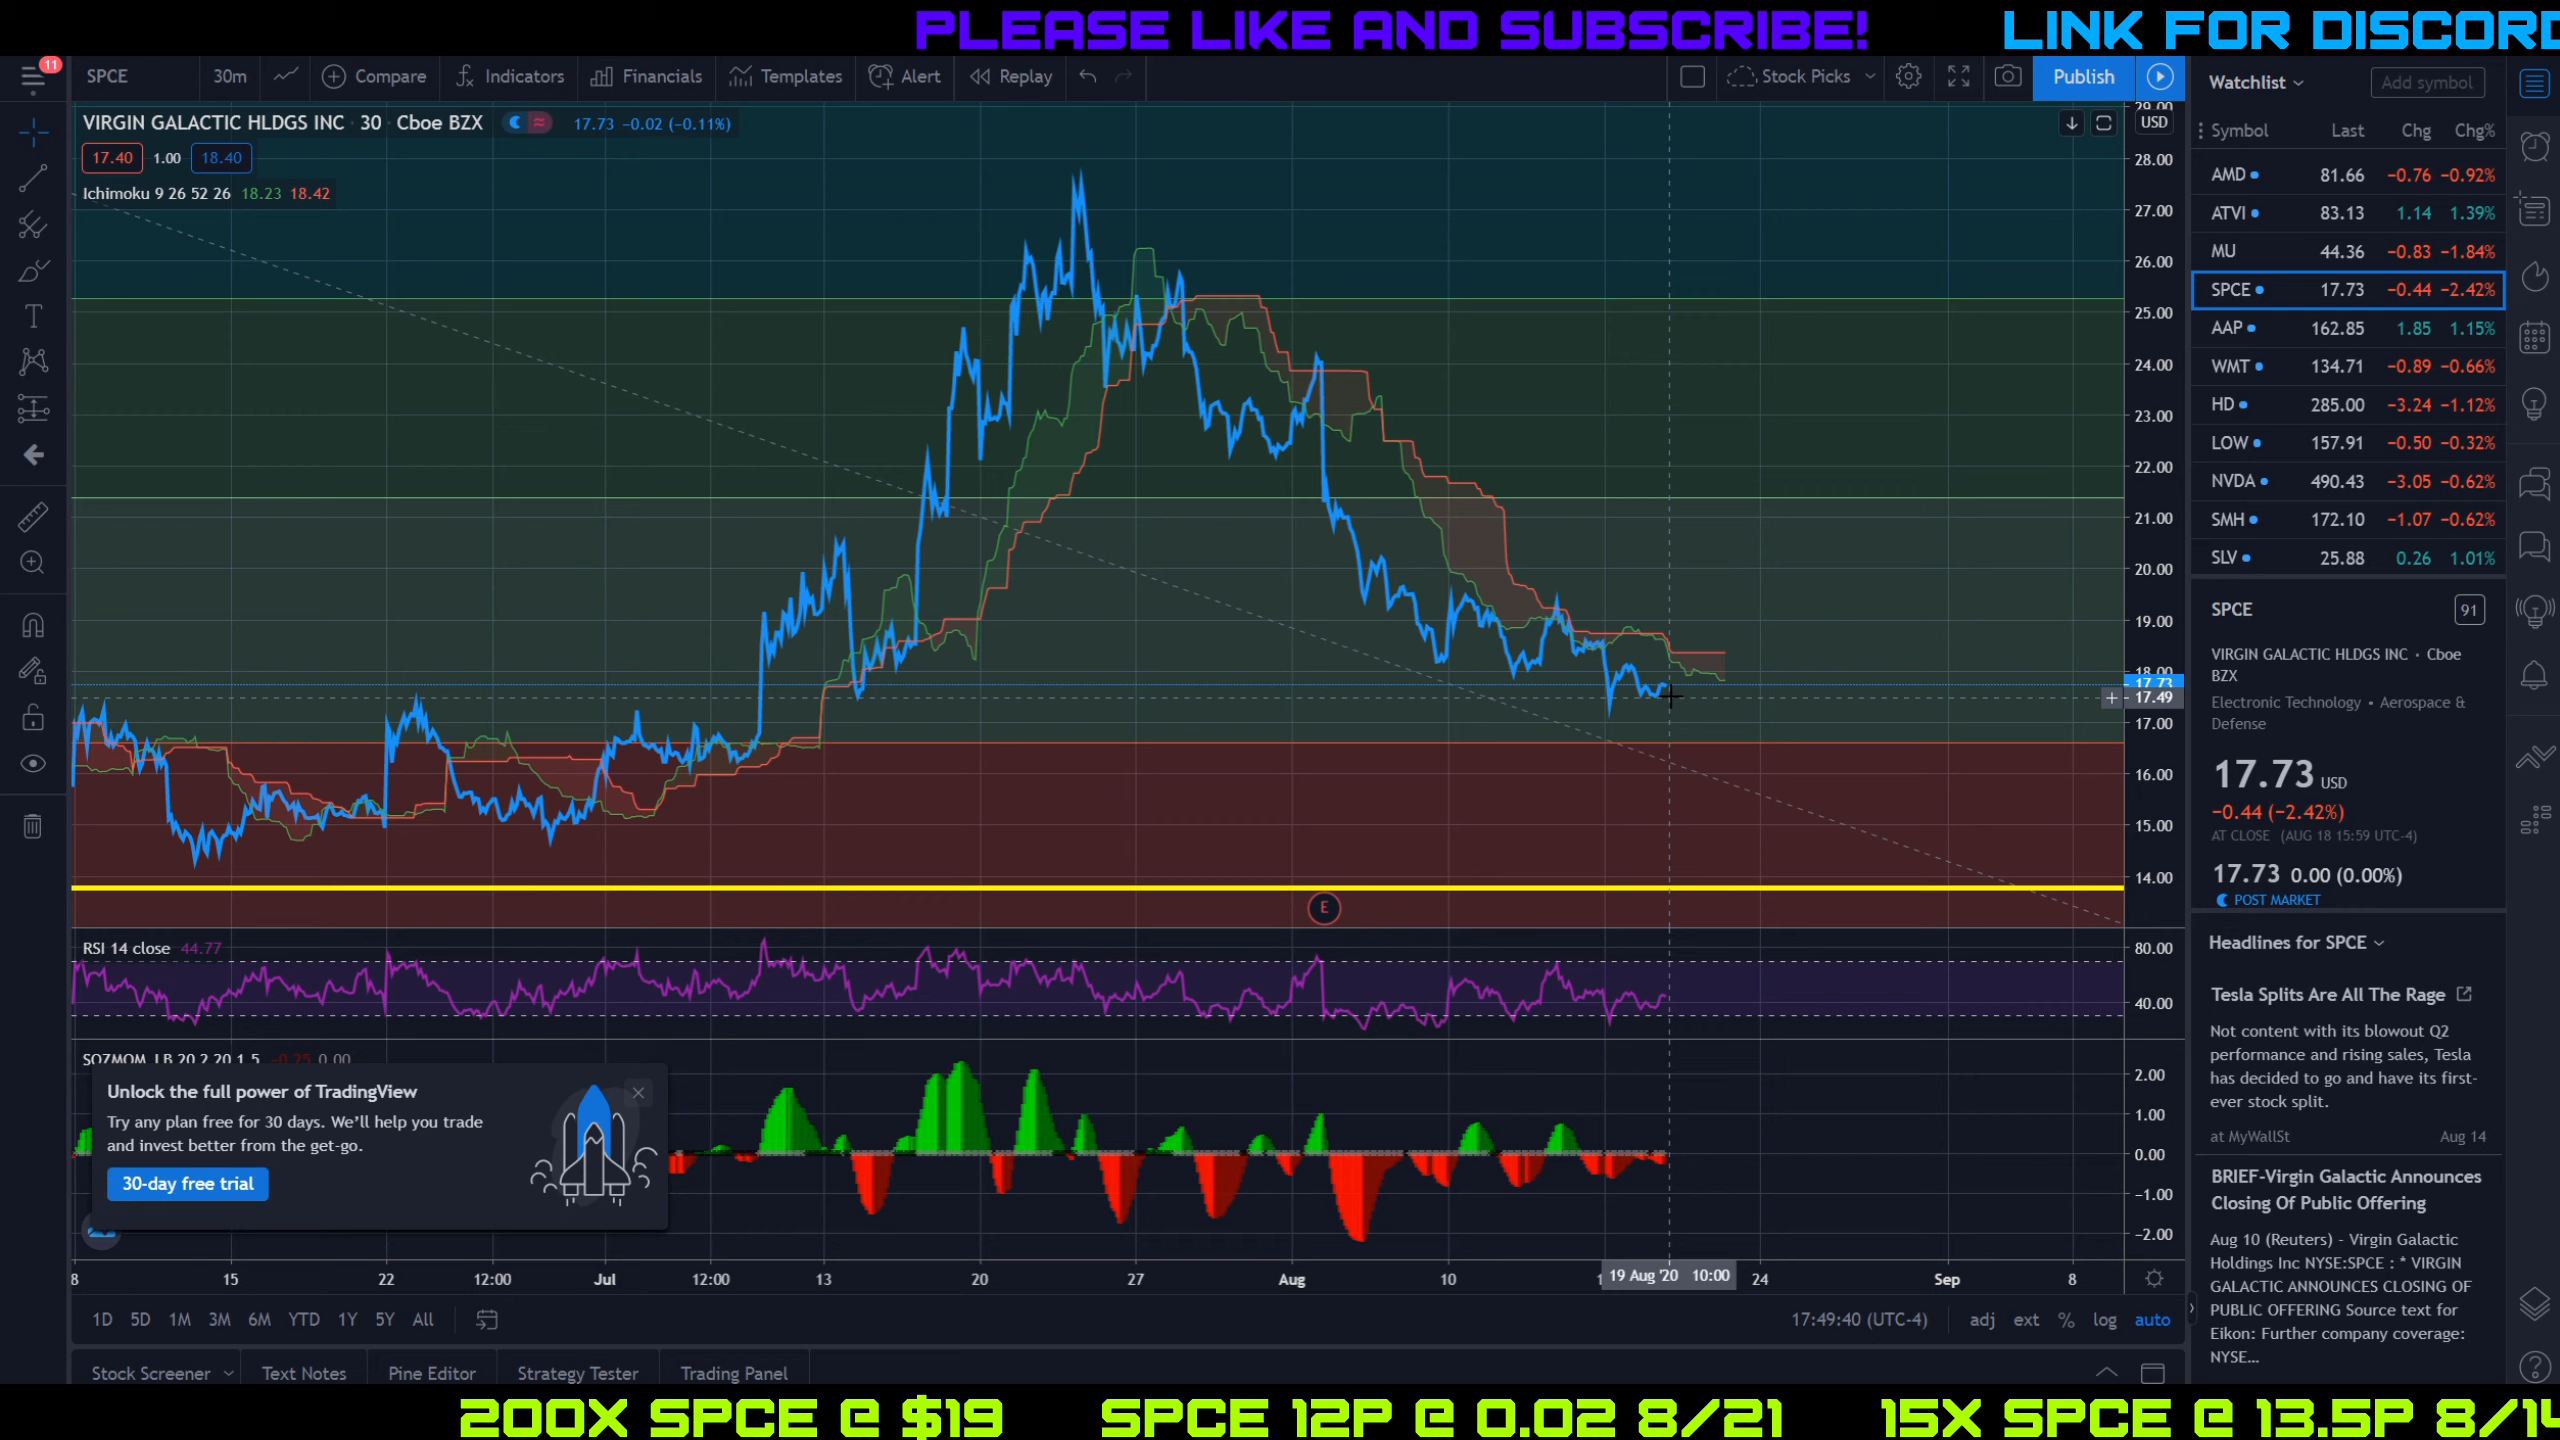 PLEASE LIKE AND SUBSCRIBE! LINK FOR DISCORD
11 SPCE 30m Compare Indicators Financials Templates Alert Replay Stock Picks Publish
Watchlist Add symbol
VIRGIN GALACTIC HLDGS INC · 30 · Cboe BZX 17.73 −0.02 (−0.11%)
17.40 1.00 18.40
Ichimoku 9 26 52 26 18.23 18.42
USD
29.00
28.00
27.00
26.00
25.00
24.00
23.00
22.00
21.00
20.00
19.00
18.00
17.73
17.49
17.00
16.00
15.00
14.00
E
RSI 14 close 44.77
80.00
40.00
SQZMOM_LB 20 2 20 1.5 −0.25 0.00
2.00
1.00
0.00
−1.00
−2.00
Unlock the full power of TradingView
Try any plan free for 30 days. We'll help you trade
and invest better from the get-go.
30-day free trial
8 15 22 12:00 Jul 12:00 13 20 27 Aug 10 19 Aug '20 10:00 24 Sep 8
1D 5D 1M 3M 6M YTD 1Y 5Y All 17:49:40 (UTC-4) adj ext % log auto
Stock Screener Text Notes Pine Editor Strategy Tester Trading Panel
Symbol Last Chg Chg%
AMD 81.66 −0.76 −0.92%
ATVI 83.13 1.14 1.39%
MU 44.36 −0.83 −1.84%
SPCE 17.73 −0.44 −2.42%
AAP 162.85 1.85 1.15%
WMT 134.71 −0.89 −0.66%
HD 285.00 −3.24 −1.12%
LOW 157.91 −0.50 −0.32%
NVDA 490.43 −3.05 −0.62%
SMH 172.10 −1.07 −0.62%
SLV 25.88 0.26 1.01%
SPCE 91
VIRGIN GALACTIC HLDGS INC • Cboe
BZX
Electronic Technology • Aerospace &
Defense
17.73 USD
−0.44 (−2.42%)
AT CLOSE (AUG 18 15:59 UTC-4)
17.73 0.00 (0.00%)
POST MARKET
Headlines for SPCE
Tesla Splits Are All The Rage
Not content with its blowout Q2
performance and rising sales, Tesla
has decided to go and have its first-
ever stock split.
at MyWallSt Aug 14
BRIEF-Virgin Galactic Announces
Closing Of Public Offering
Aug 10 (Reuters) - Virgin Galactic
Holdings Inc NYSE:SPCE : * VIRGIN
GALACTIC ANNOUNCES CLOSING OF
PUBLIC OFFERING Source text for
Eikon: Further company coverage:
NYSE...
200X SPCE @ $19 SPCE 12P @ 0.02 8/21 15X SPCE @ 13.5P 8/14